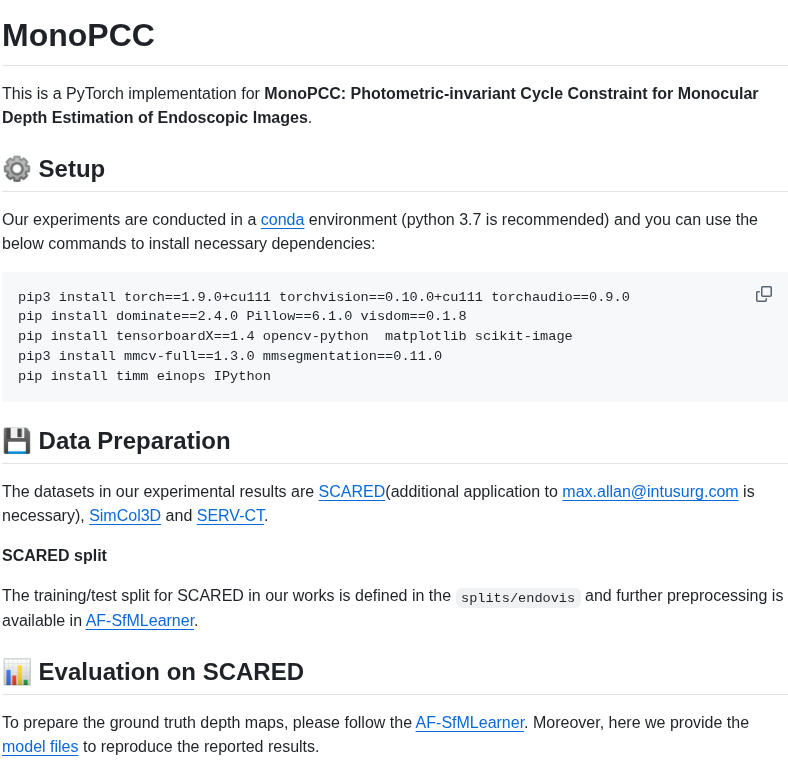 MonoPCC
This is a PyTorch implementation for MonoPCC: Photometric-invariant Cycle Constraint for Monocular
Depth Estimation of Endoscopic Images.
Setup
Our experiments are conducted in a conda environment (python 3.7 is recommended) and you can use the
below commands to install necessary dependencies:
pip3 install torch==1.9.0+cu111 torchvision==0.10.0+cu111 torchaudio==0.9.0
pip install dominate==2.4.0 Pillow==6.1.0 visdom==0.1.8
pip install tensorboardX==1.4 opencv-python  matplotlib scikit-image
pip3 install mmcv-full==1.3.0 mmsegmentation==0.11.0
pip install timm einops IPython
Data Preparation
The datasets in our experimental results are SCARED(additional application to max.allan@intusurg.com is
necessary), SimCol3D and SERV-CT.
SCARED split
The training/test split for SCARED in our works is defined in the splits/endovis and further preprocessing is
available in AF-SfMLearner.
Evaluation on SCARED
To prepare the ground truth depth maps, please follow the AF-SfMLearner. Moreover, here we provide the
model files to reproduce the reported results.